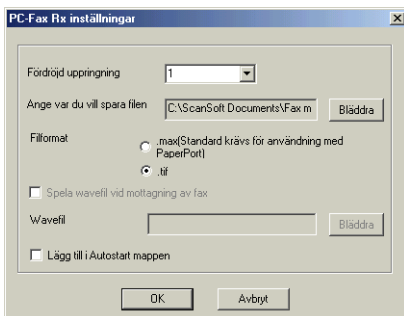 PC-Fax Rx inställningar
Fördröjd uppringning 1
Ange var du vill spara filen C:\ScanSoft Documents\Fax m Bläddra
Filformat .max(Standard krävs för användning med
PaperPort)
.tif
Spela wavefil vid mottagning av fax
Wavefil Bläddra
Lägg till i Autostart mappen
OK Avbryt